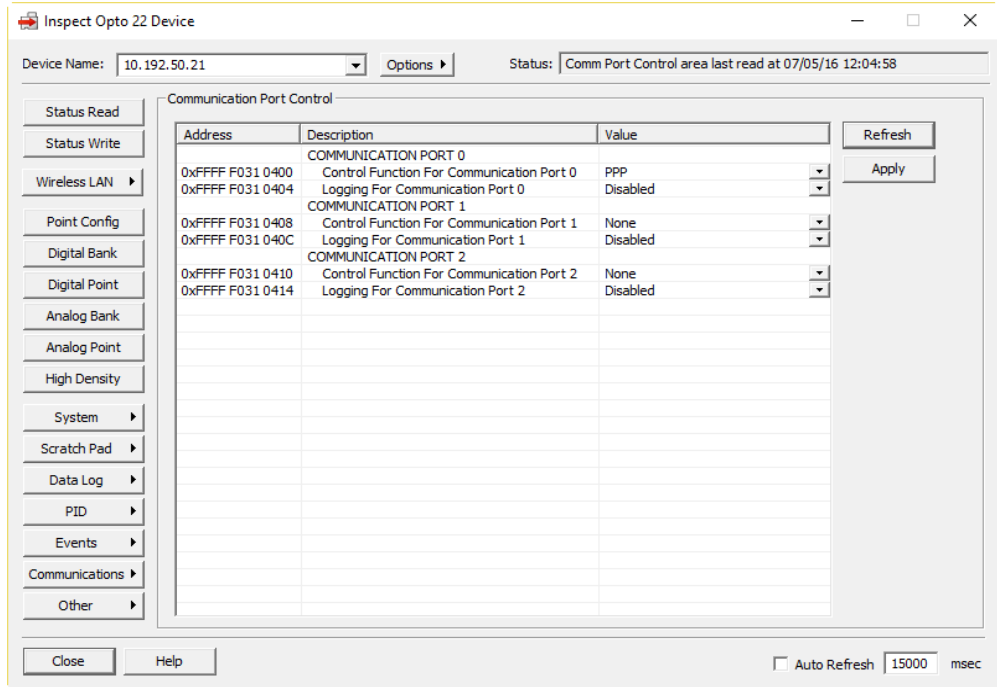 Inspect Opto 22 Device
Device Name: 10.192.50.21 Options Status: Comm Port Control area last read at 07/05/16 12:04:58
Status Read
Status Write
Wireless LAN
Point Config
Digital Bank
Digital Point
Analog Bank
Analog Point
High Density
System
Scratch Pad
Data Log
PID
Events
Communications
Other
Communication Port Control
Address Description Value
COMMUNICATION PORT 0
0xFFFF F031 0400 Control Function For Communication Port 0 PPP
0xFFFF F031 0404 Logging For Communication Port 0 Disabled
COMMUNICATION PORT 1
0xFFFF F031 0408 Control Function For Communication Port 1 None
0xFFFF F031 040C Logging For Communication Port 1 Disabled
COMMUNICATION PORT 2
0xFFFF F031 0410 Control Function For Communication Port 2 None
0xFFFF F031 0414 Logging For Communication Port 2 Disabled
Refresh
Apply
Close Help Auto Refresh 15000 msec